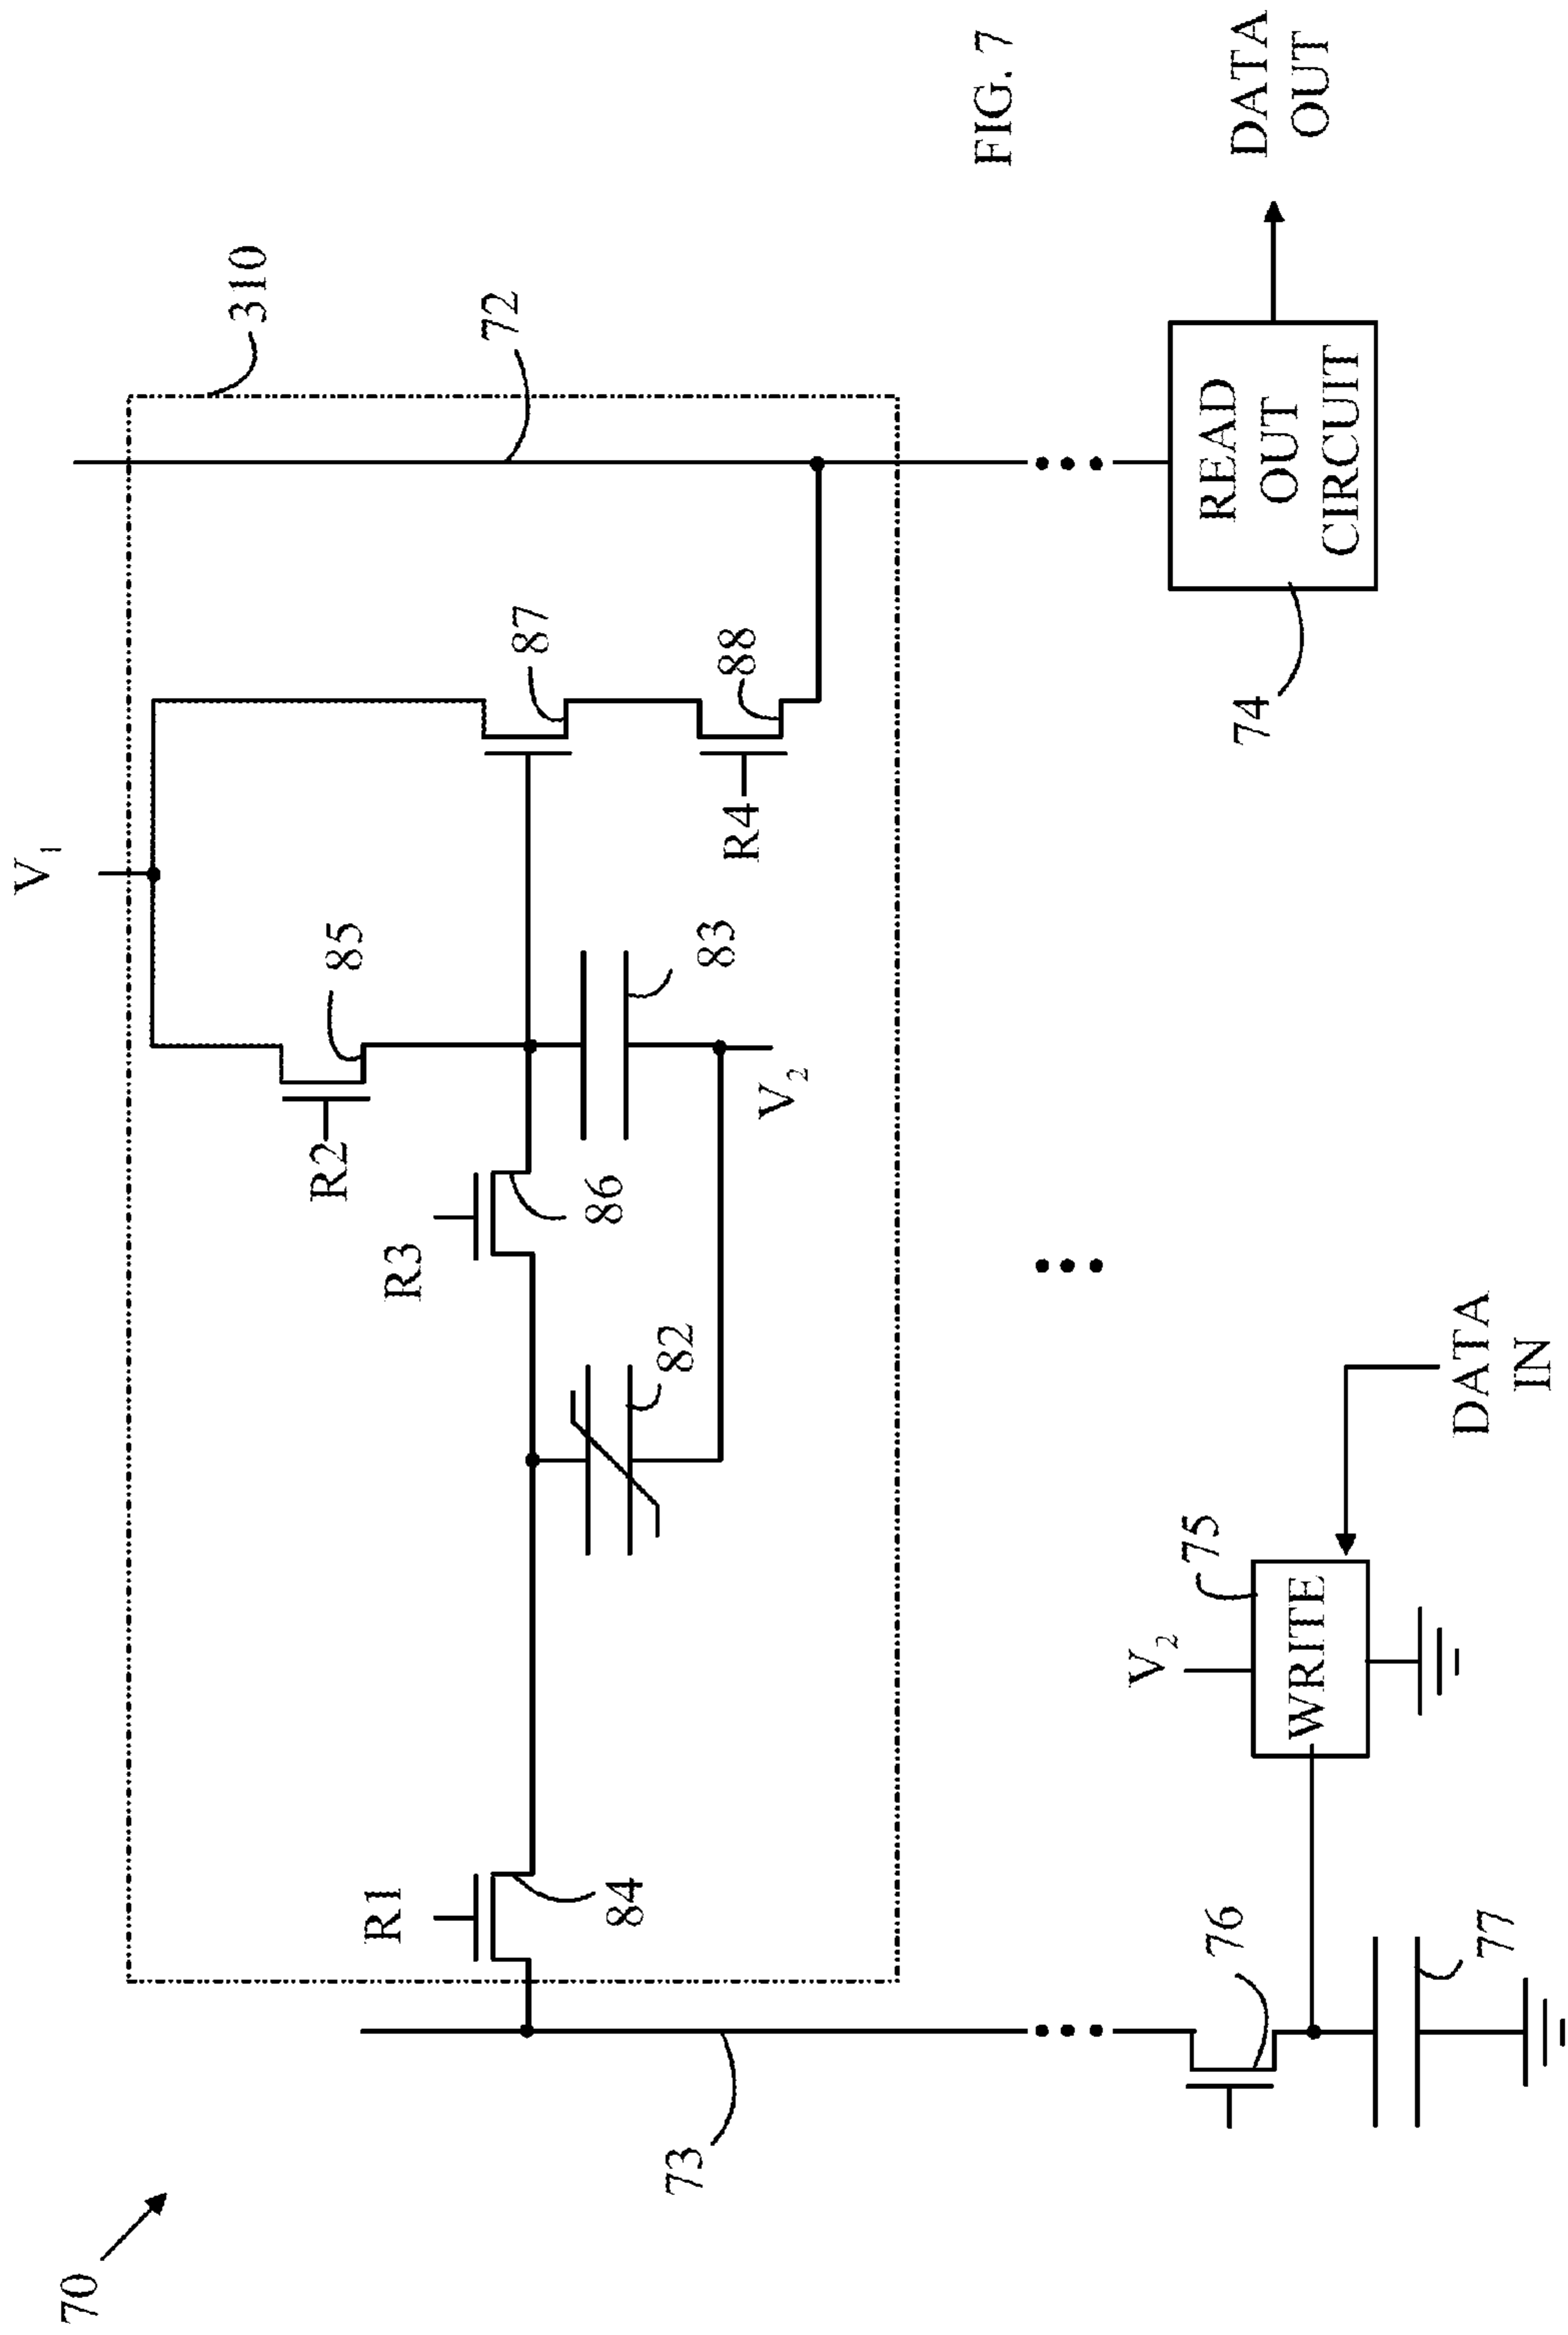 70
V₁
310
R2
85
72
R3
R1
86
87
84
82
83
88
R4
V₂
73
FIG. 7
V₂
75
74
76
WRITE
READ
OUT
CIRCUIT
DATA
OUT
77
DATA
IN